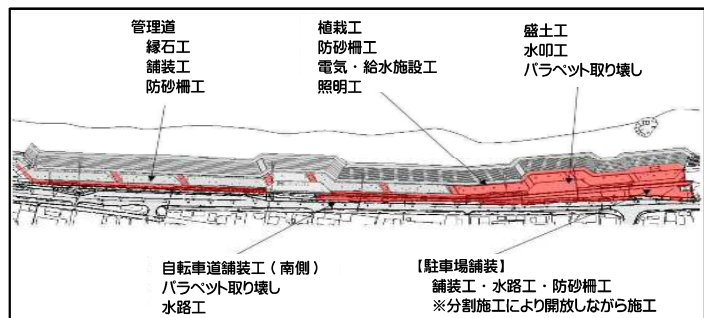 管理道
縁石工
舗装工
防砂柵工
植栽工
防砂柵工
電気・給水施設工
照明工
盛土工
水叩工
パラペット取り壊し
自転車道舗装工(南側)
パラペット取り壊し
水路工
【駐車場舗装】
舗装工・水路工・防砂柵工
※分割施工により開放しながら施工